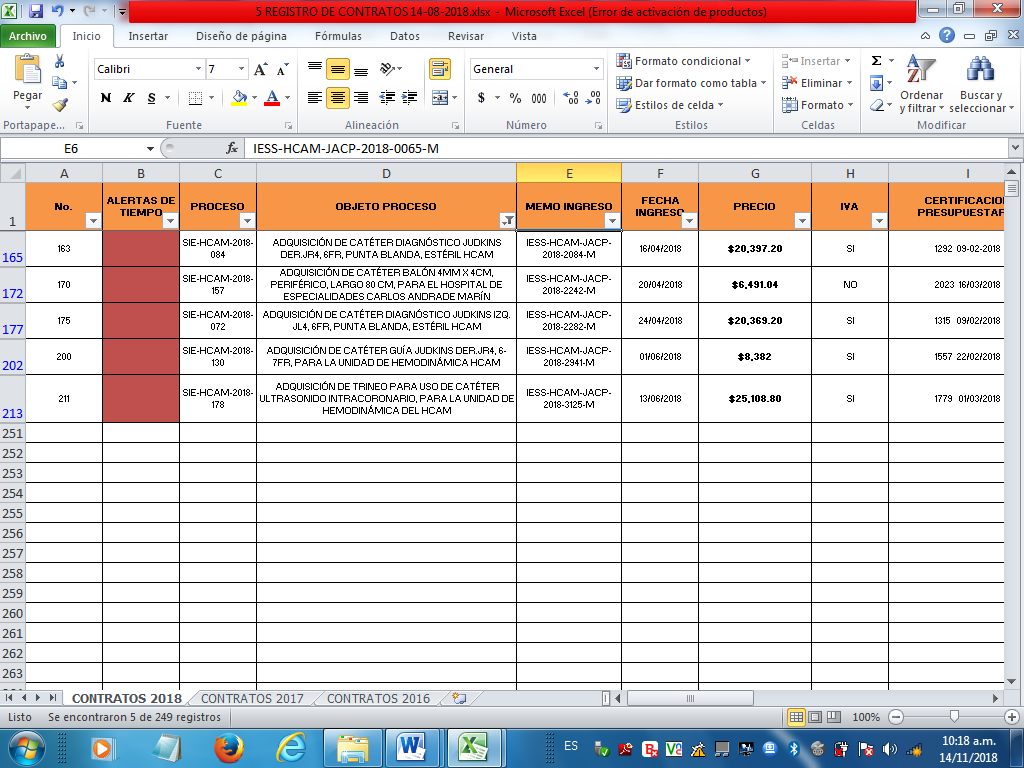 5 REGISTRO DE CONTRATOS 14-08-2018.xlsx - Microsoft Excel (Error de activación de productos)
Archivo Inicio Insertar Diseño de página Fórmulas Datos Revisar Vista
Pegar
Calibri 7
General
N K S
$ % 000
Formato condicional
Dar formato como tabla
Estilos de celda
Insertar
Eliminar
Formato
Ordenar y filtrar
Buscar y seleccionar
Portapape... Fuente Alineación Número Estilos Celdas Modificar
E6 fx IESS-HCAM-JACP-2018-0065-M
A B C D E F G H I
1 No. ALERTAS DE TIEMPO PROCESO OBJETO PROCESO MEMO INGRESO FECHA INGRESO PRECIO IVA CERTIFICACIO PRESUPUESTAR
165 163 SIE-HCAM-2018-084 ADQUISICIÓN DE CATÉTER DIAGNÓSTICO JUDKINS DER.JR4, 6FR, PUNTA BLANDA, ESTÉRIL HCAM IESS-HCAM-JACP-2018-2084-M 16/04/2018 $20,397.20 SI 1292 09-02-2018
172 170 SIE-HCAM-2018-157 ADQUISICIÓN DE CATÉTER BALÓN 4MM X 4CM, PERIFÉRICO, LARGO 80 CM, PARA EL HOSPITAL DE ESPECIALIDADES CARLOS ANDRADE MARÍN IESS-HCAM-JACP-2018-2242-M 20/04/2018 $6,491.04 NO 2023 16/03/2018
177 175 SIE-HCAM-2018-072 ADQUISICIÓN DE CATÉTER DIAGNÓSTICO JUDKINS IZQ. JL4, 6FR, PUNTA BLANDA, ESTÉRIL HCAM IESS-HCAM-JACP-2018-2282-M 24/04/2018 $20,369.20 SI 1315 09/02/2018
202 200 SIE-HCAM-2018-130 ADQUISICIÓN DE CATÉTER GUÍA JUDKINS DER.JR4, 6-7FR, PARA LA UNIDAD DE HEMODINÁMICA HCAM IESS-HCAM-JACP-2018-2941-M 01/06/2018 $8,382 SI 1557 22/02/2018
213 211 SIE-HCAM-2018-178 ADQUISICIÓN DE TRINEO PARA USO DE CATÉTER ULTRASONIDO INTRACORONARIO, PARA LA UNIDAD DE HEMODINÁMICA DEL HCAM IESS-HCAM-JACP-2018-3125-M 13/06/2018 $25,108.80 SI 1779 01/03/2018
251
252
253
254
255
256
257
258
259
260
261
262
263
CONTRATOS 2018 CONTRATOS 2017 CONTRATOS 2016
Listo Se encontraron 5 de 249 registros 100%
ES 10:18 a.m.
14/11/2018